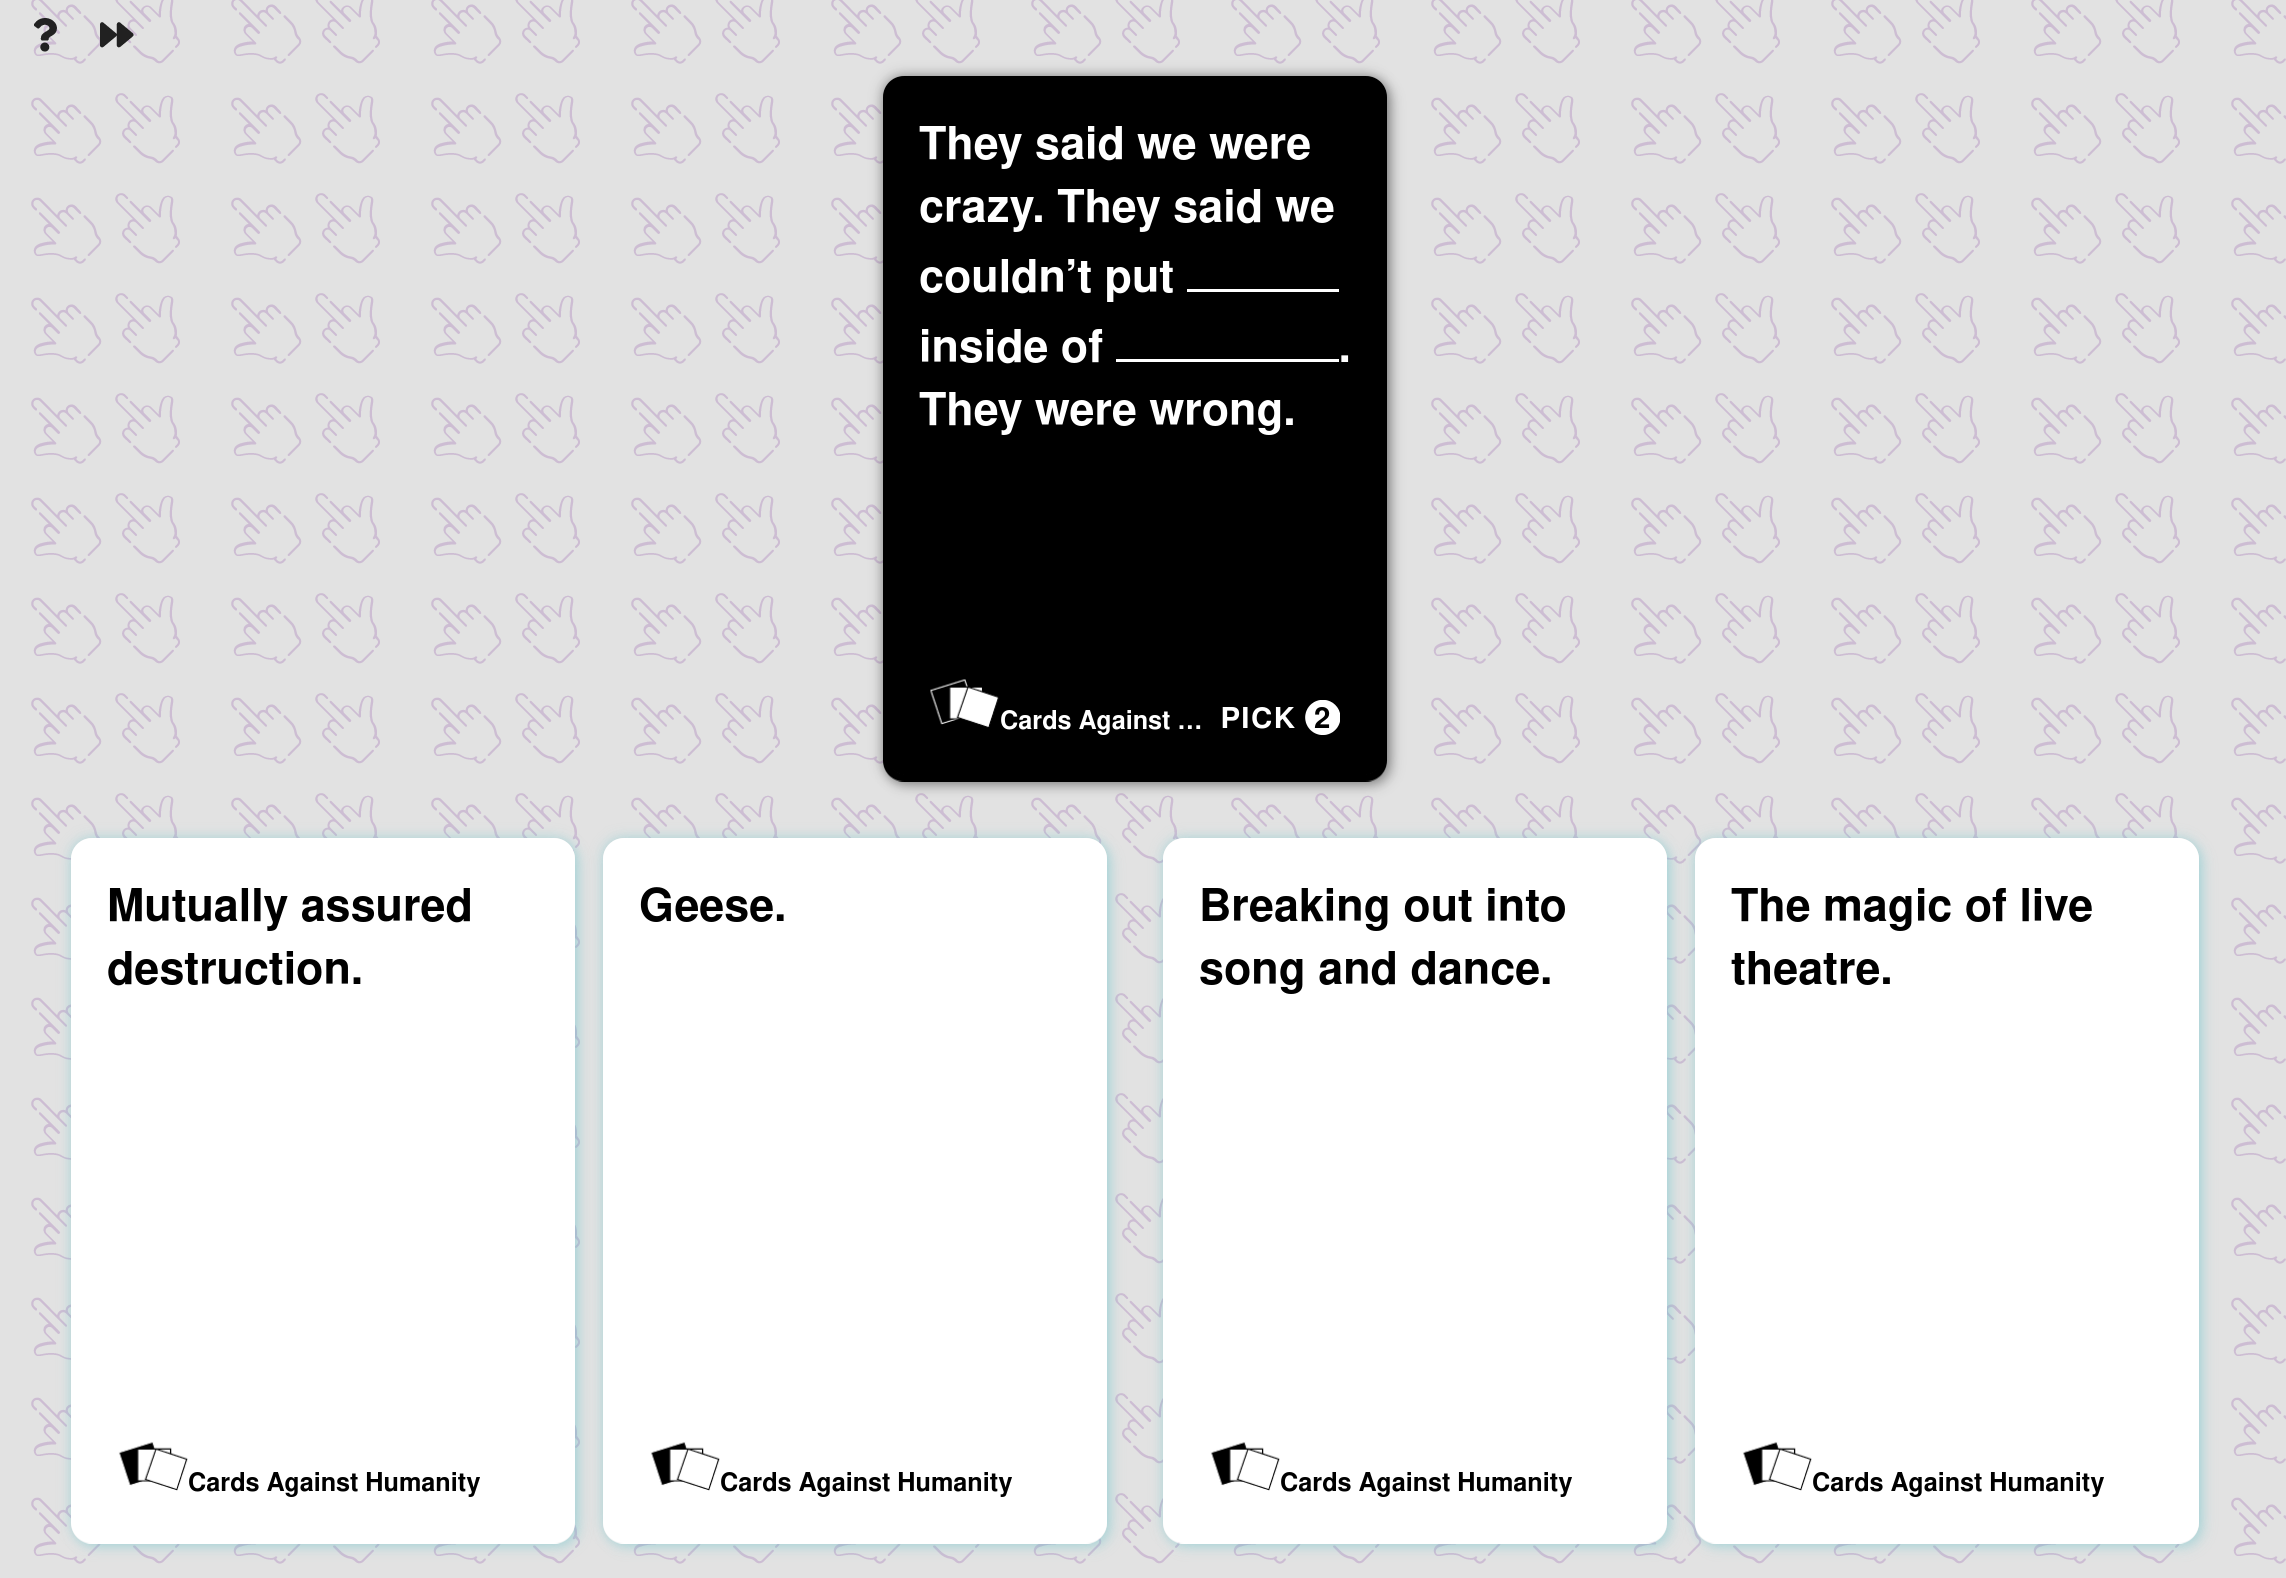 ?
They said we were
crazy. They said we
couldn’t put ________
inside of ____________.
They were wrong.
Cards Against ... PICK 2
Mutually assured
destruction.
Cards Against Humanity
Geese.
Cards Against Humanity
Breaking out into
song and dance.
Cards Against Humanity
The magic of live
theatre.
Cards Against Humanity